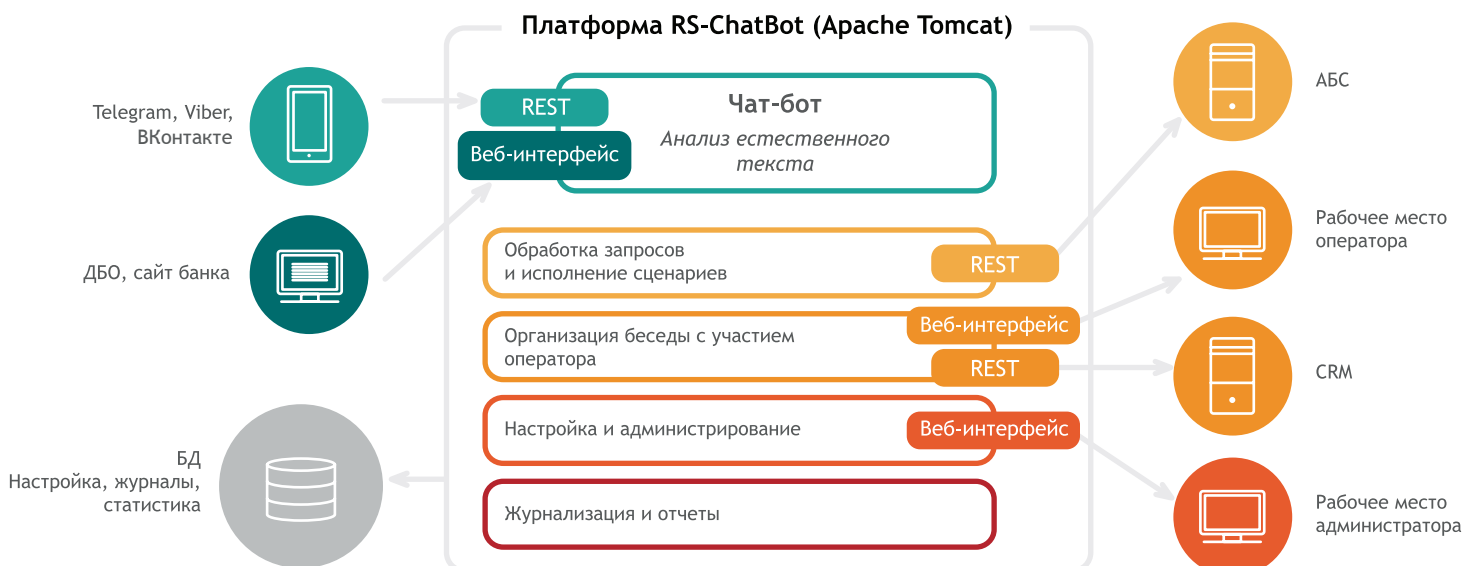 Платформа RS-ChatBot (Apache Tomcat)
Telegram, Viber,
ВКонтакте
REST
Веб-интерфейс
Чат-бот
Анализ естественного
текста
АБС
ДБО, сайт банка
Обработка запросов
и исполнение сценариев
REST
Рабочее место
оператора
Организация беседы с участием
оператора
Веб-интерфейс
REST
CRM
Настройка и администрирование
Веб-интерфейс
БД
Настройка, журналы,
статистика
Журнализация и отчеты
Рабочее место
администратора